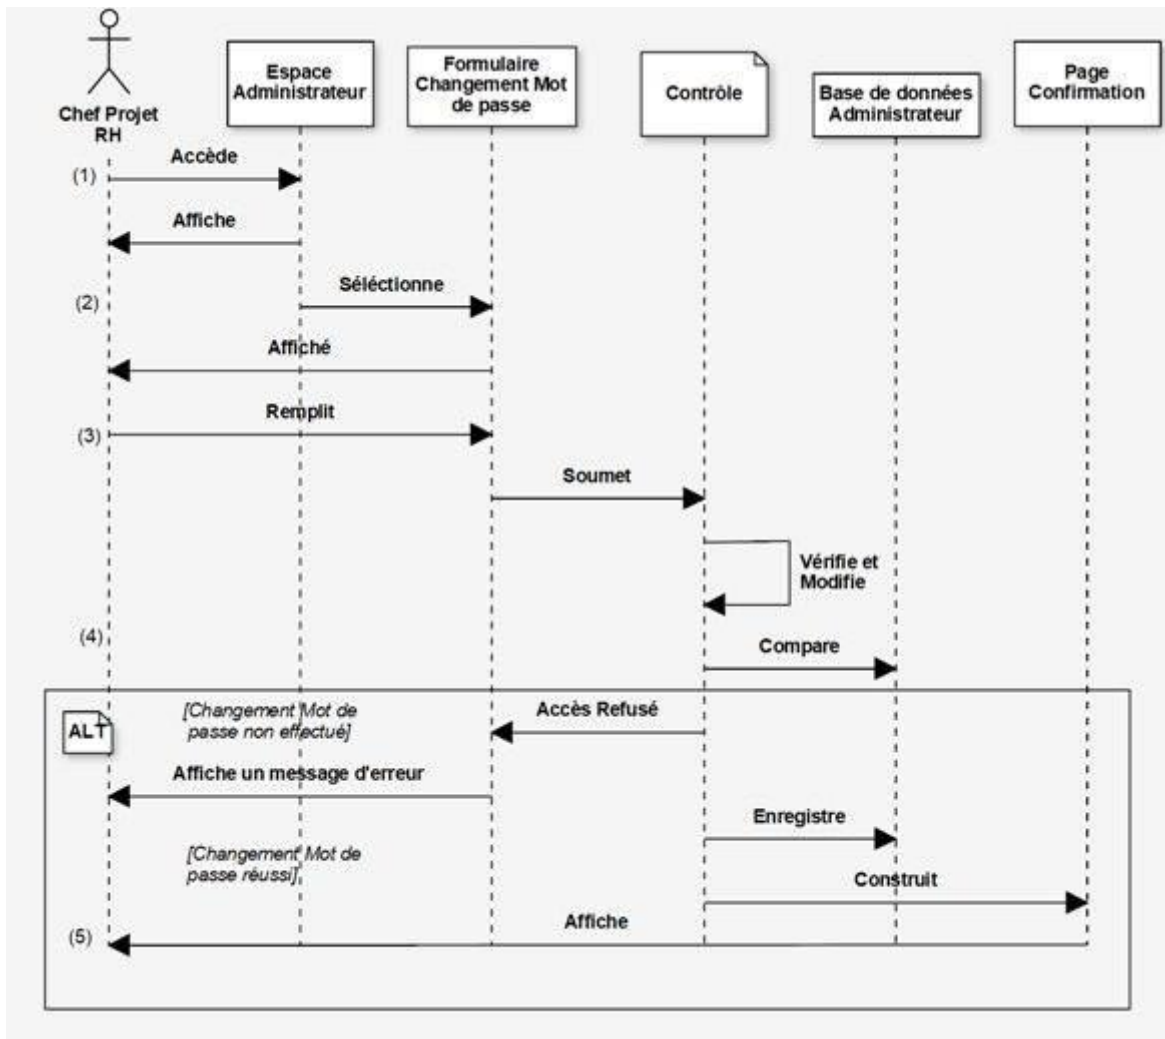 Chef Projet
RH
Espace
Administrateur
Formulaire
Changement Mot
de passe
Contrôle
Base de données
Administrateur
Page
Confirmation
(1)
Accède
Affiche
(2)
Séléctionne
Affiché
(3)
Remplit
Soumet
Vérifie et
Modifie
(4)
Compare
ALT
[Changement Mot de
passe non effectué]
Accès Refusé
Affiche un message d'erreur
Enregistre
[Changement Mot de
passe réussi]
Construit
(5)
Affiche